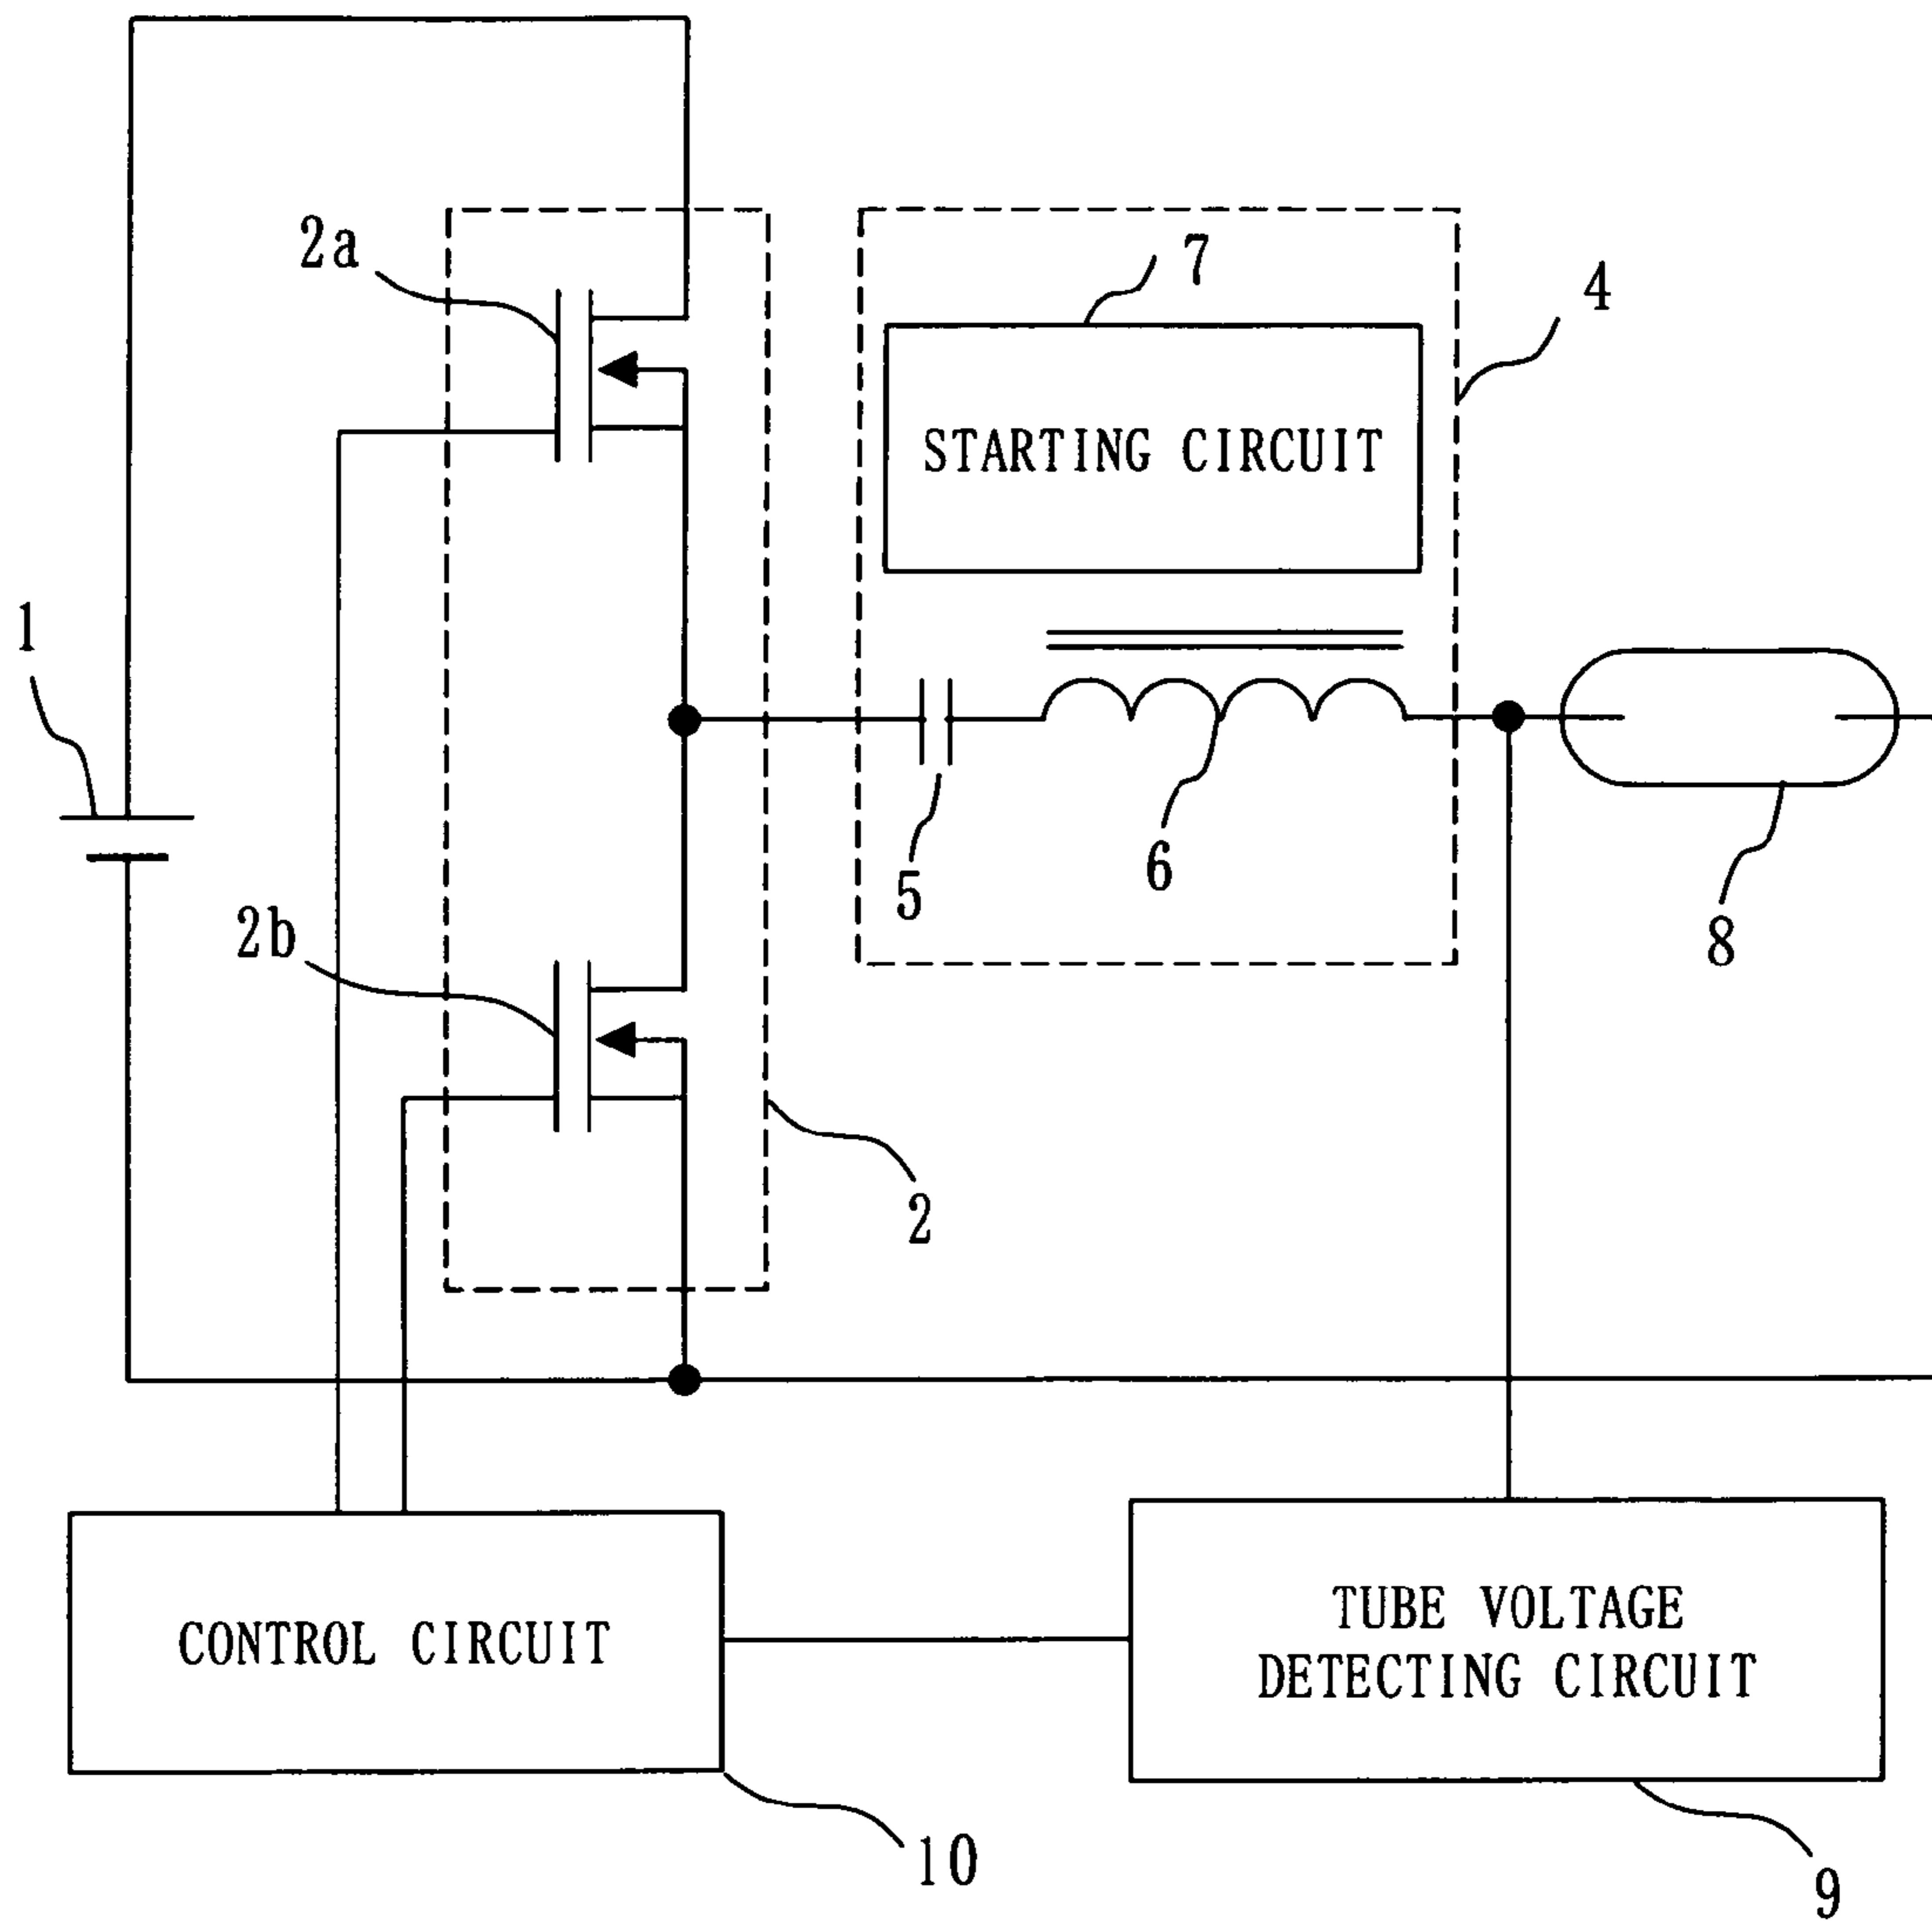 2a
7
4
STARTING CIRCUIT
1
6
5
2b
8
2
CONTROL CIRCUIT
TUBE VOLTAGE
DETECTING CIRCUIT
10
9